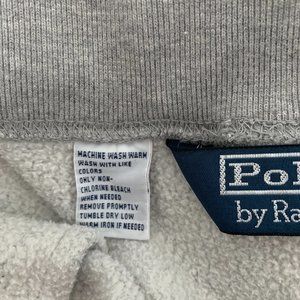 MACHINE WASH WARM
WASH WITH LIKE
COLORS
ONLY NON-
CHLORINE BLEACH
WHEN NEEDED
REMOVE PROMPTLY
TUMBLE DRY LOW
WARM IRON IF NEEDED
Pol
by Ra